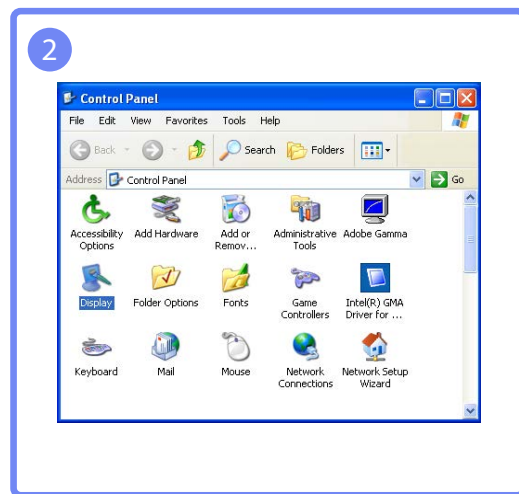 2
Control Panel
File Edit View Favorites Tools Help
Back Search Folders
Address Control Panel Go
Accessibility Options
Add Hardware
Add or Remov...
Administrative Tools
Adobe Gamma
Display
Folder Options
Fonts
Game Controllers
Intel(R) GMA Driver for ...
Keyboard
Mail
Mouse
Network Connections
Network Setup Wizard